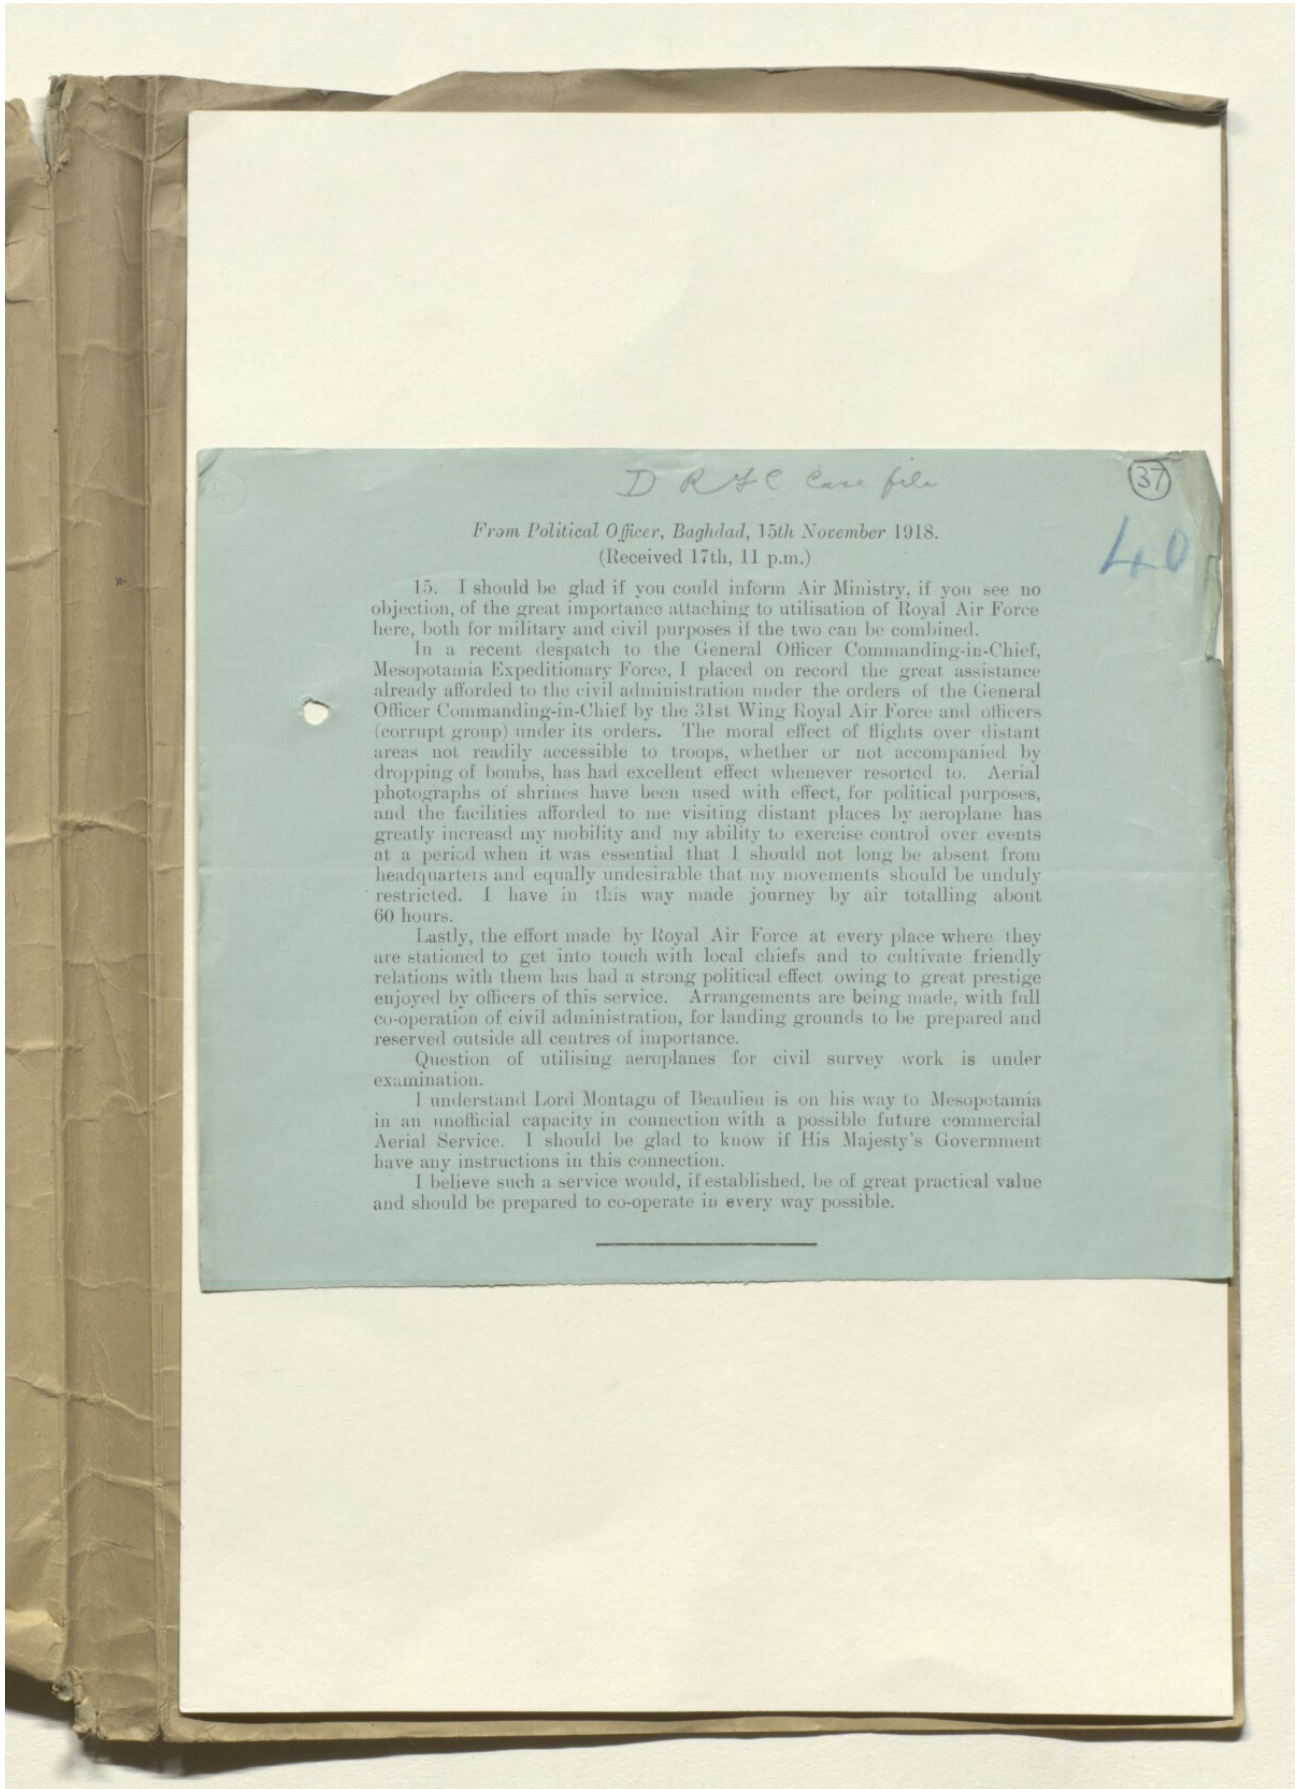 D R G C Case file
37
40
From Political Officer, Baghdad, 15th November 1918.
(Received 17th, 11 p.m.)
15. I should be glad if you could inform Air Ministry, if you see no
objection, of the great importance attaching to utilisation of Royal Air Force
here, both for military and civil purposes if the two can be combined.
In a recent despatch to the General Officer Commanding-in-Chief,
Mesopotamia Expeditionary Force, I placed on record the great assistance
already afforded to the civil administration under the orders of the General
Officer Commanding-in-Chief by the 31st Wing Royal Air Force and officers
(corrupt group) under its orders. The moral effect of flights over distant
areas not readily accessible to troops, whether or not accompanied by
dropping of bombs, has had excellent effect whenever resorted to. Aerial
photographs of shrines have been used with effect, for political purposes,
and the facilities afforded to me visiting distant places by aeroplane has
greatly increasd my mobility and my ability to exercise control over events
at a period when it was essential that I should not long be absent from
headquarters and equally undesirable that my movements should be unduly
restricted. I have in this way made journey by air totalling about
60 hours.
Lastly, the effort made by Royal Air Force at every place where they
are stationed to get into touch with local chiefs and to cultivate friendly
relations with them has had a strong political effect owing to great prestige
enjoyed by officers of this service. Arrangements are being made, with full
co-operation of civil administration, for landing grounds to be prepared and
reserved outside all centres of importance.
Question of utilising aeroplanes for civil survey work is under
examination.
I understand Lord Montagu of Beaulieu is on his way to Mesopotamia
in an unofficial capacity in connection with a possible future commercial
Aerial Service. I should be glad to know if His Majesty's Government
have any instructions in this connection.
I believe such a service would, if established, be of great practical value
and should be prepared to co-operate in every way possible.